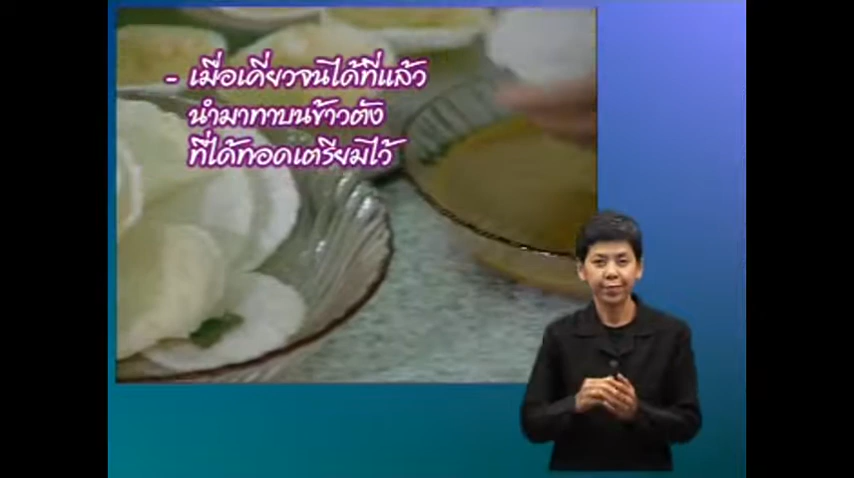 - เมื่อเคี่ยวจนได้ที่แล้ว
นำมาทาบนข้าวตัง
ที่ได้ทอดเตรียมไว้